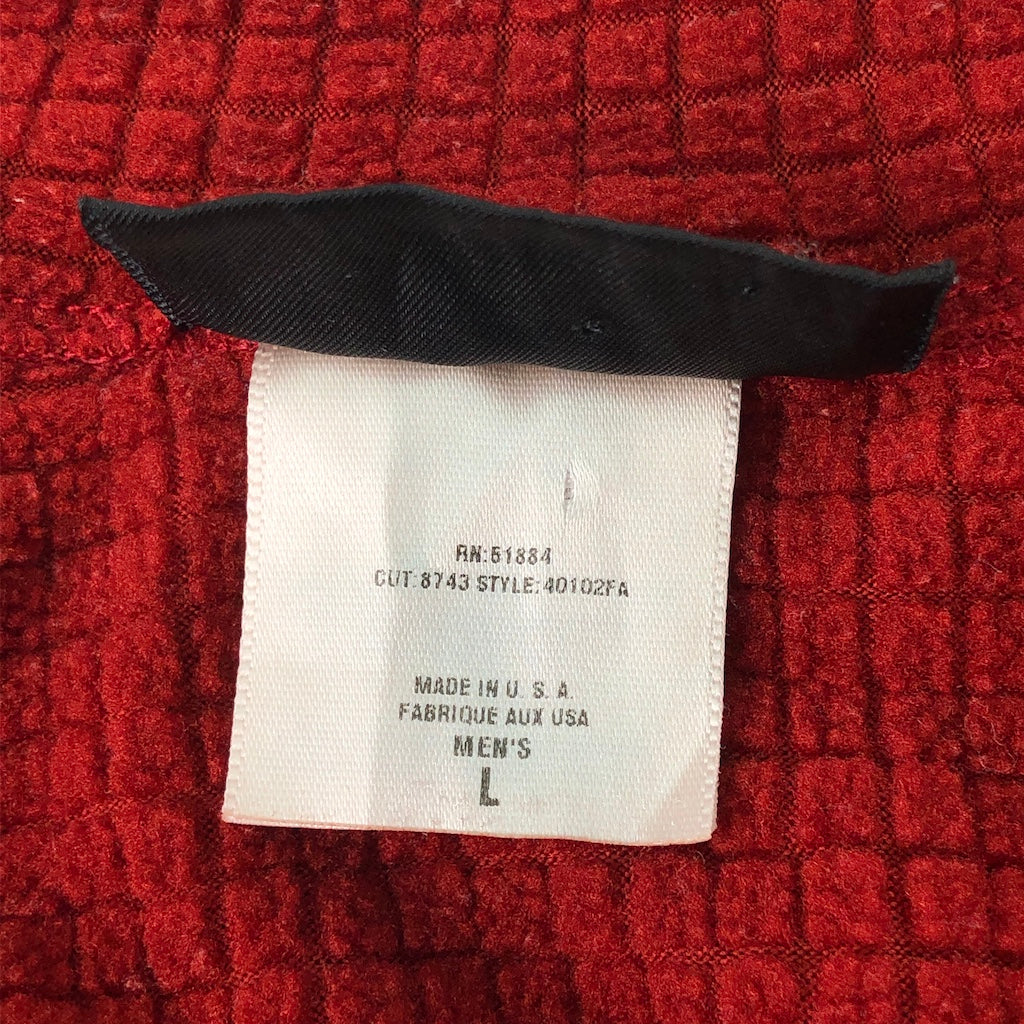 RN:51884
CUT:8743 STYLE:40102FA
MADE IN U. S. A.
FABRIQUE AUX USA
MEN'S
L